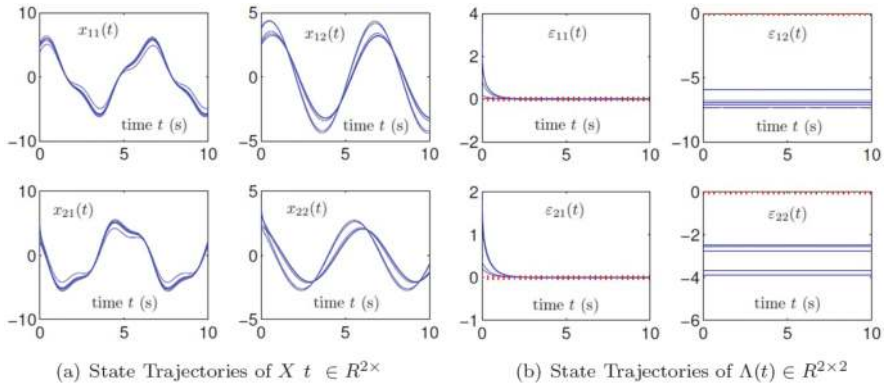 10 x₁₁(t) 5 x₁₂(t) 4 ε₁₁(t) 0 ε₁₂(t)
2
0 0 0 −5
−10 time t (s) −5 time t (s) −2 time t (s) −10 time t (s)
0 5 10 0 5 10 0 5 10 0 5 10
10 x₂₁(t) 5 x₂₂(t) 2 ε₂₁(t) 0 ε₂₂(t)
1 −2
0 0 0 −4
−10 time t (s) −5 time t (s) −1 time t (s) −6 time t (s)
0 5 10 0 5 10 0 5 10 0 5 10
(a) State Trajectories of X t ∈ R²ˣ (b) State Trajectories of Λ(t) ∈ R²ˣ²